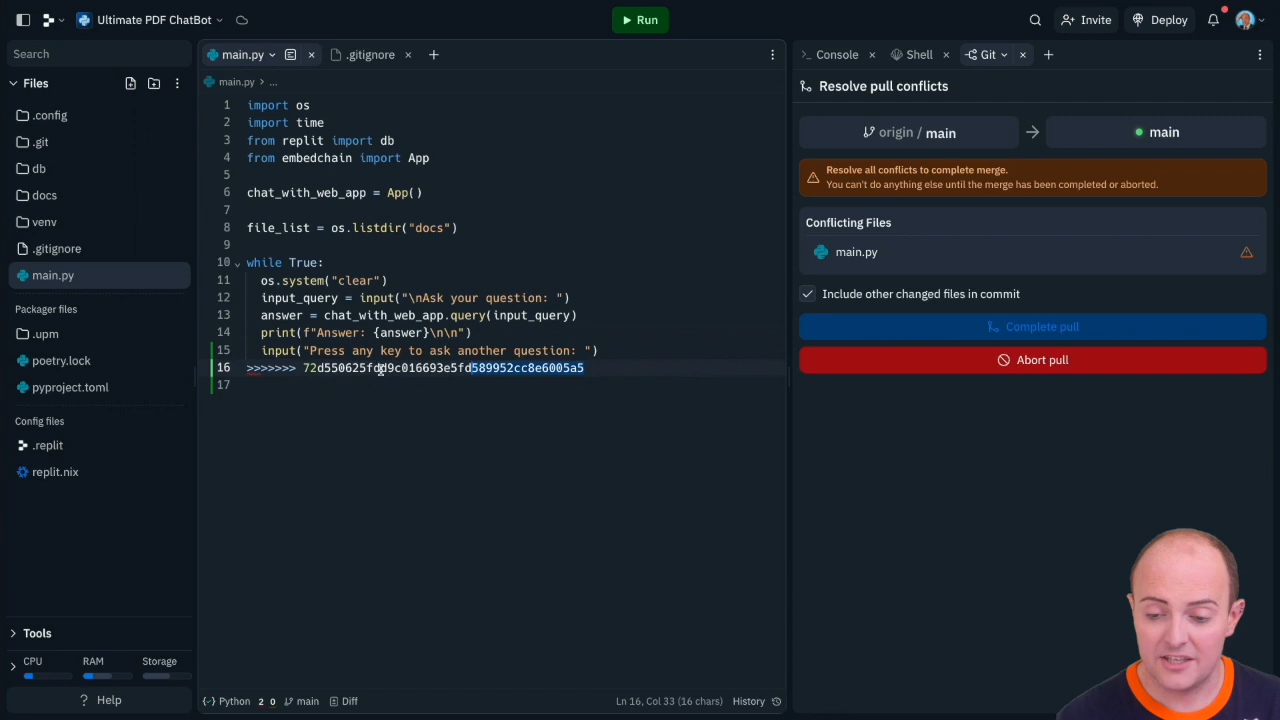 Ultimate PDF ChatBot
Run
Invite
Deploy
Search
Files
.config
.git
db
docs
venv
.gitignore
main.py
Packager files
.upm
poetry.lock
pyproject.toml
Config files
.replit
replit.nix
Tools
CPU
RAM
Storage
Help
main.py
.gitignore
main.py > ...
1 import os
2 import time
3 from replit import db
4 from embedchain import App
5
6 chat_with_web_app = App()
7
8 file_list = os.listdir("docs")
9
10 while True:
11 os.system("clear")
12 input_query = input("\nAsk your question: ")
13 answer = chat_with_web_app.query(input_query)
14 print(f"Answer: {answer}\n\n")
15 input("Press any key to ask another question: ")
16 >>>>>>> 72d550625fdd9c016693e5fd589952cc8e6005a5
17
Python 2 0 main Diff
Ln 16, Col 33 (16 chars)
History
Console
Shell
Git
Resolve pull conflicts
origin / main
main
Resolve all conflicts to complete merge.
You can't do anything else until the merge has been completed or aborted.
Conflicting Files
main.py
Include other changed files in commit
Complete pull
Abort pull